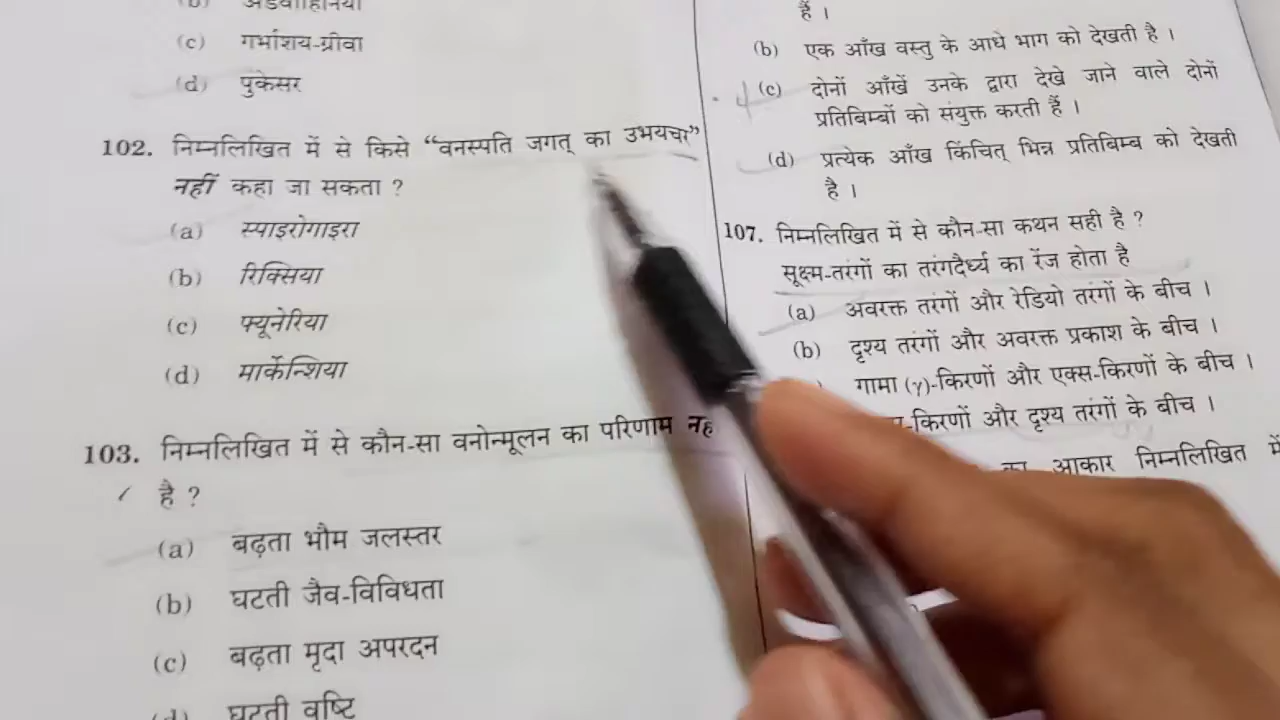 (b) अंडवाहिनियाँ
(c) गर्भाशय-ग्रीवा
(d) पुंकेसर
102. निम्नलिखित में से किसे “वनस्पति जगत् का उभयचर”
नहीं कहा जा सकता ?
(a) स्पाइरोगाइरा
(b) रिक्सिया
(c) फ्यूनेरिया
(d) मार्केन्शिया
103. निम्नलिखित में से कौन-सा वनोन्मूलन का परिणाम
है ?
(a) बढ़ता भौम जलस्तर
(b) घटती जैव-विविधता
(c) बढ़ता मृदा अपरदन
(d) घटती वृष्टि
हैं ।
(b) एक आँख वस्तु के आधे भाग को देखती है ।
(c) दोनों आँखें उनके द्वारा देखे जाने वाले दोनों
प्रतिबिम्बों को संयुक्त करती हैं ।
(d) प्रत्येक आँख किंचित् भिन्न प्रतिबिम्ब को देखती
है ।
107. निम्नलिखित में से कौन-सा कथन सही है ?
सूक्ष्म-तरंगों का तरंगदैर्ध्य का रेंज होता है
(a) अवरक्त तरंगों और रेडियो तरंगों के बीच ।
(b) दृश्य तरंगों और अवरक्त प्रकाश के बीच ।
गामा (γ)-किरणों और एक्स-किरणों के बीच ।
-किरणों और दृश्य तरंगों के बीच ।
का आकार निम्नलिखित में